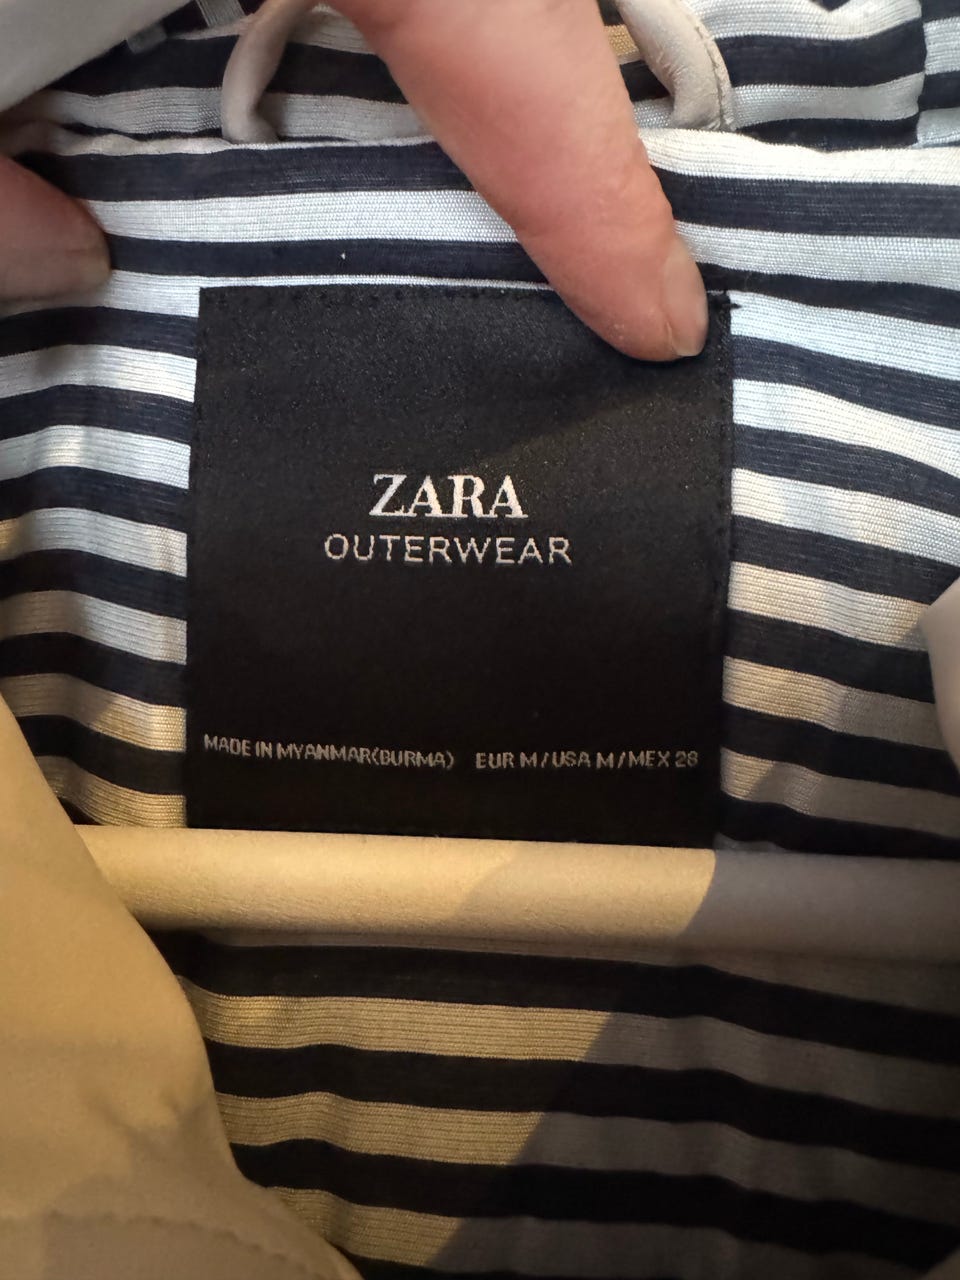 ZARA
OUTERWEAR
MADE IN MYANMAR(BURMA) EUR M/USA M/MEX 28